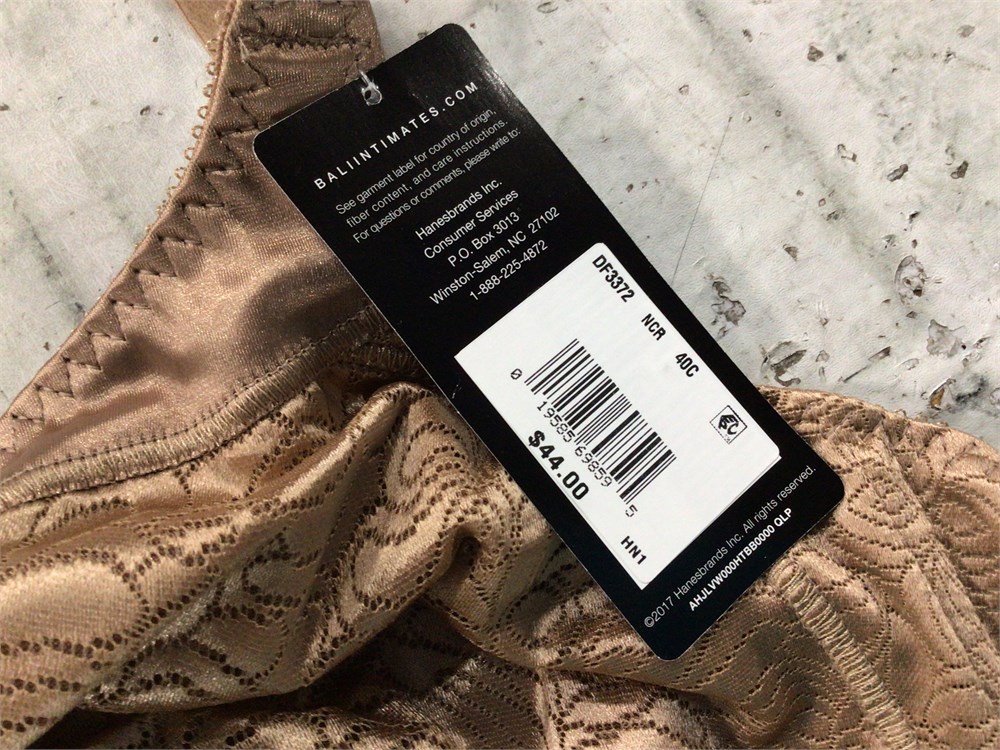 BALIINTIMATES.COM
See garment label for country of origin,
fiber content, and care instructions.
For questions or comments, please write to:
Hanesbrands Inc.
Consumer Services
P.O. Box 3013
Winston-Salem, NC 27102
1-888-225-4872
DF3372 NCR 40C
0 19585 69859 5
$44.00
HN1
©2017 Hanesbrands Inc. All rights reserved.
AHJLVW000HTBB0000 QLP